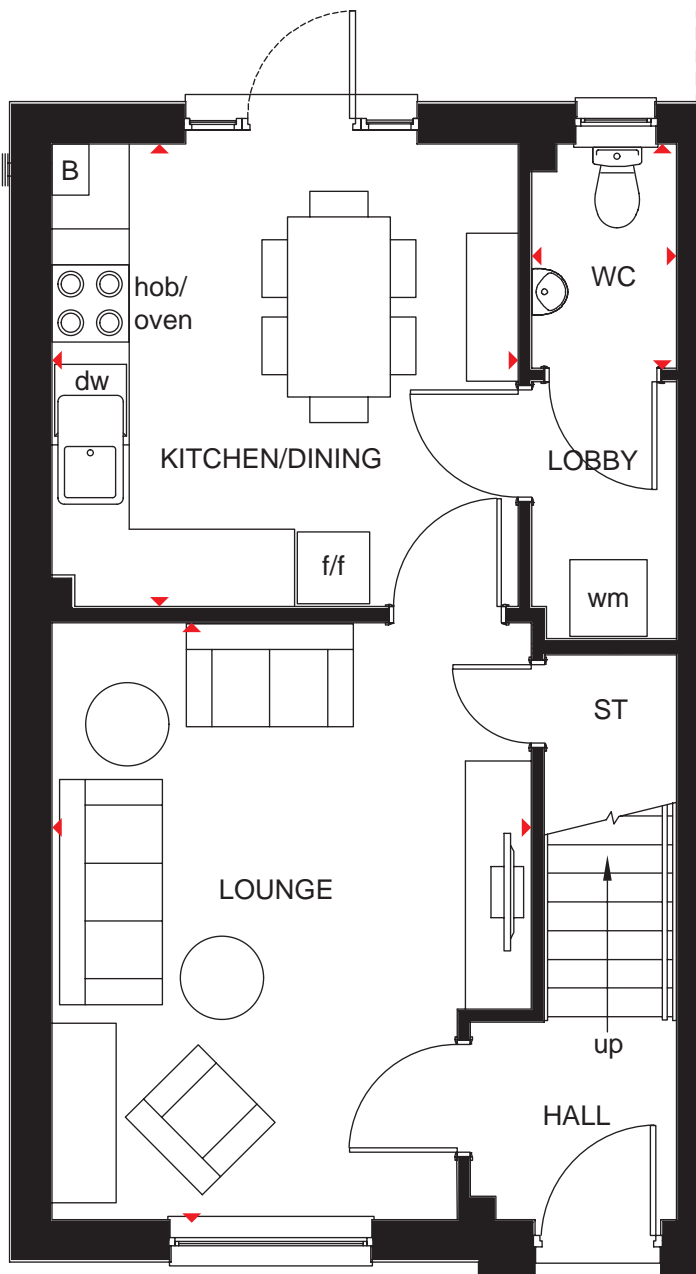 B
WC
hob/
oven
dw
KITCHEN/DINING
LOBBY
f/f
wm
ST
LOUNGE
up
HALL